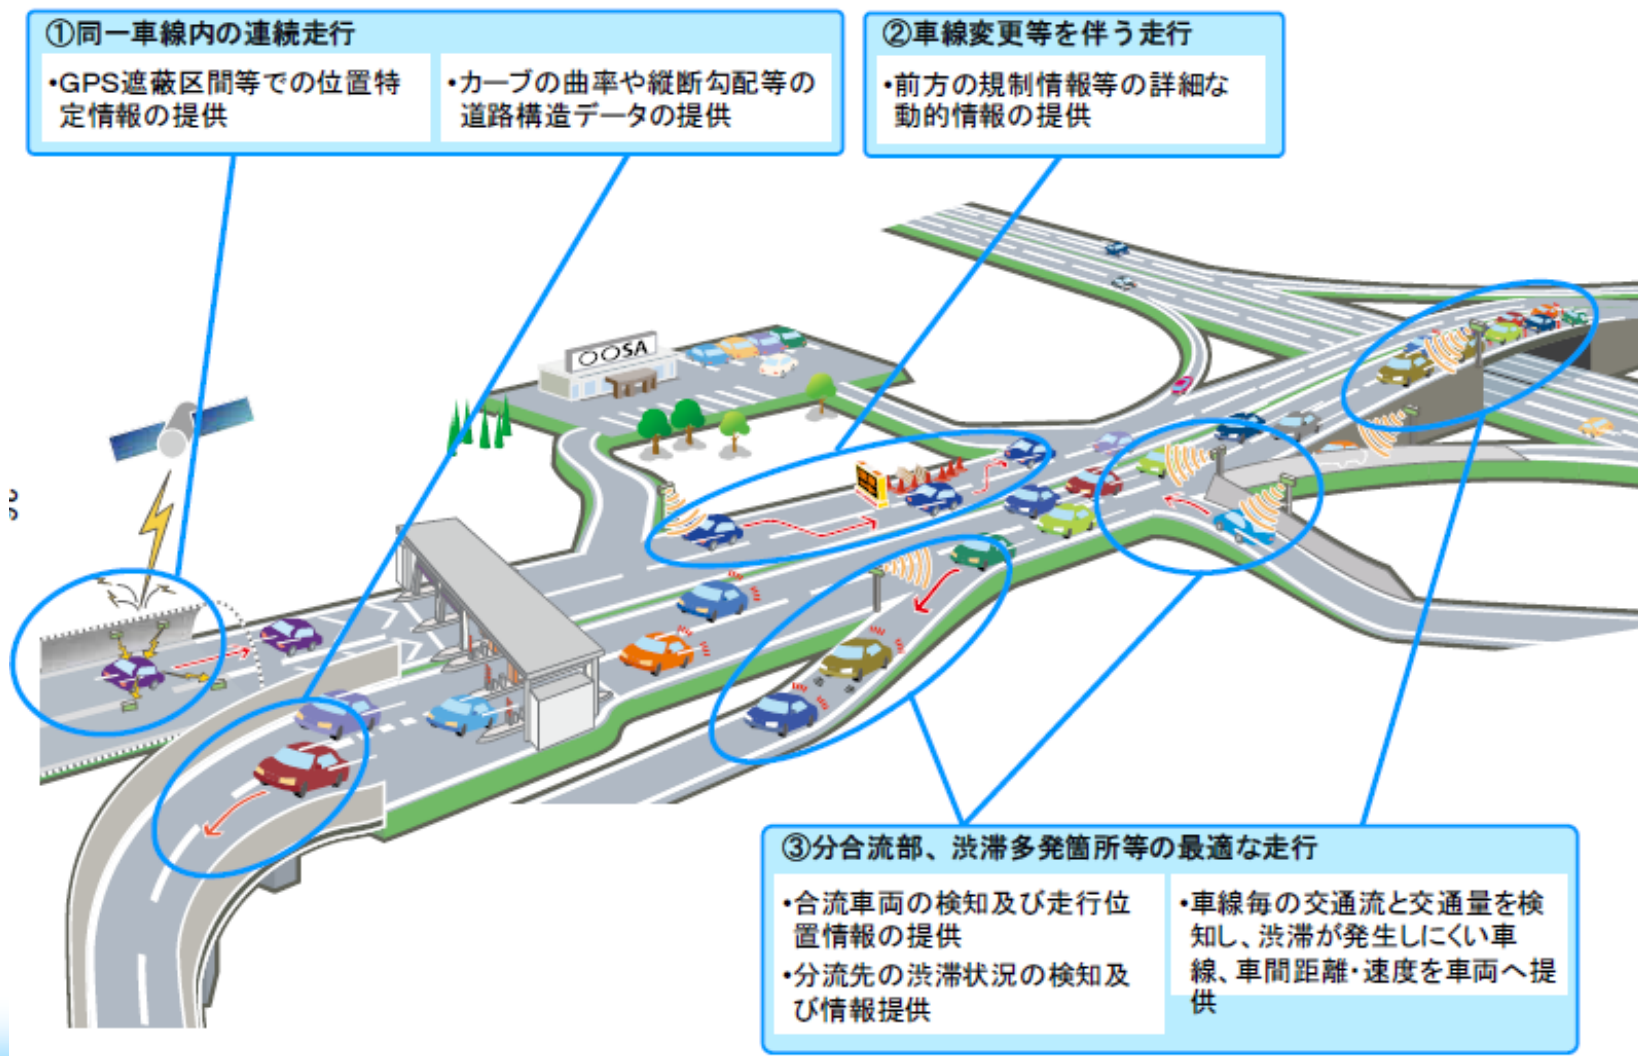 ①同一車線内の連続走行
•GPS遮蔽区間等での位置特
定情報の提供
•カーブの曲率や縦断勾配等の
道路構造データの提供
②車線変更等を伴う走行
•前方の規制情報等の詳細な
動的情報の提供
〇〇SA
③分合流部、渋滞多発箇所等の最適な走行
•合流車両の検知及び走行位
置情報の提供
•分流先の渋滞状況の検知及
び情報提供
•車線毎の交通流と交通量を検
知し、渋滞が発生しにくい車
線、車間距離・速度を車両へ提
供